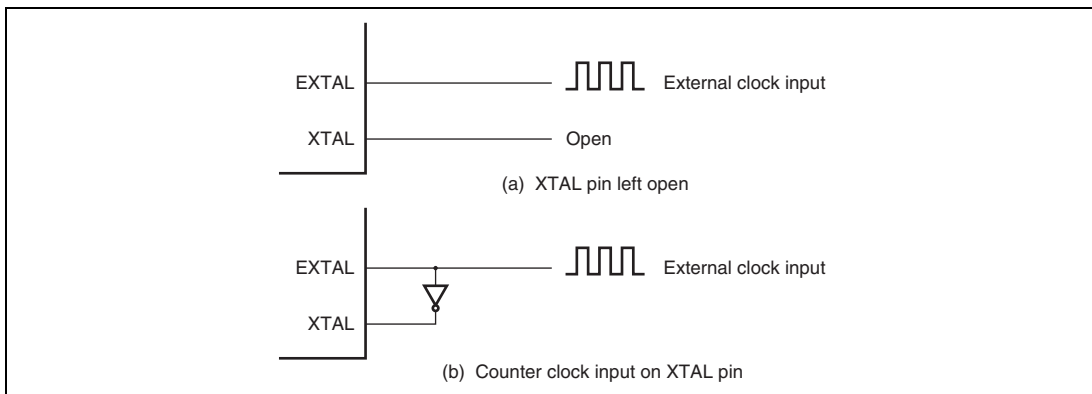 EXTAL External clock input
XTAL Open
(a) XTAL pin left open
EXTAL External clock input
XTAL
(b) Counter clock input on XTAL pin